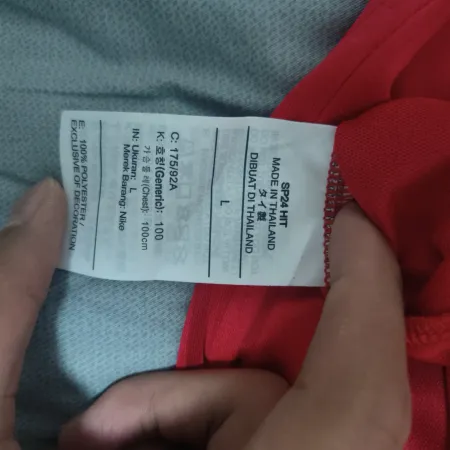 SP24 HIT
MADE IN THAILAND
タイ製
DIBUAT DI THAILAND
L
C: 175/92A
K: 호칭(Generic): 100
가슴둘레(Chest): 100cm
IN: Ukuran: L
Merek Barang: Nike
E: 100% POLYESTER/
EXCLUSIVE OF DECORATION